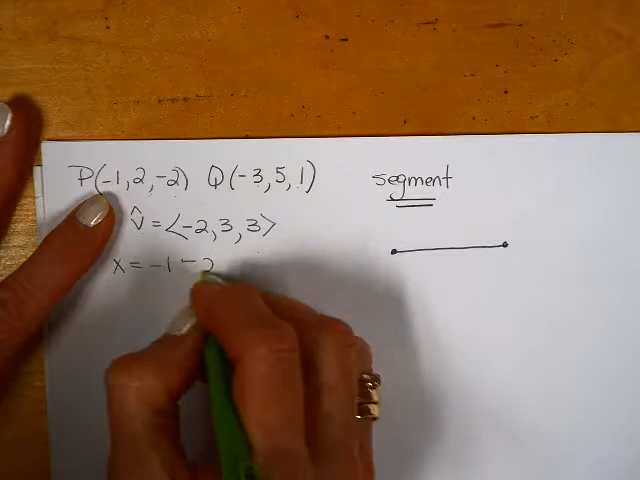 P(-1,2,-2) Q(-3,5,1) segment
v̂ = <-2,3,3>
x = -1 - 2